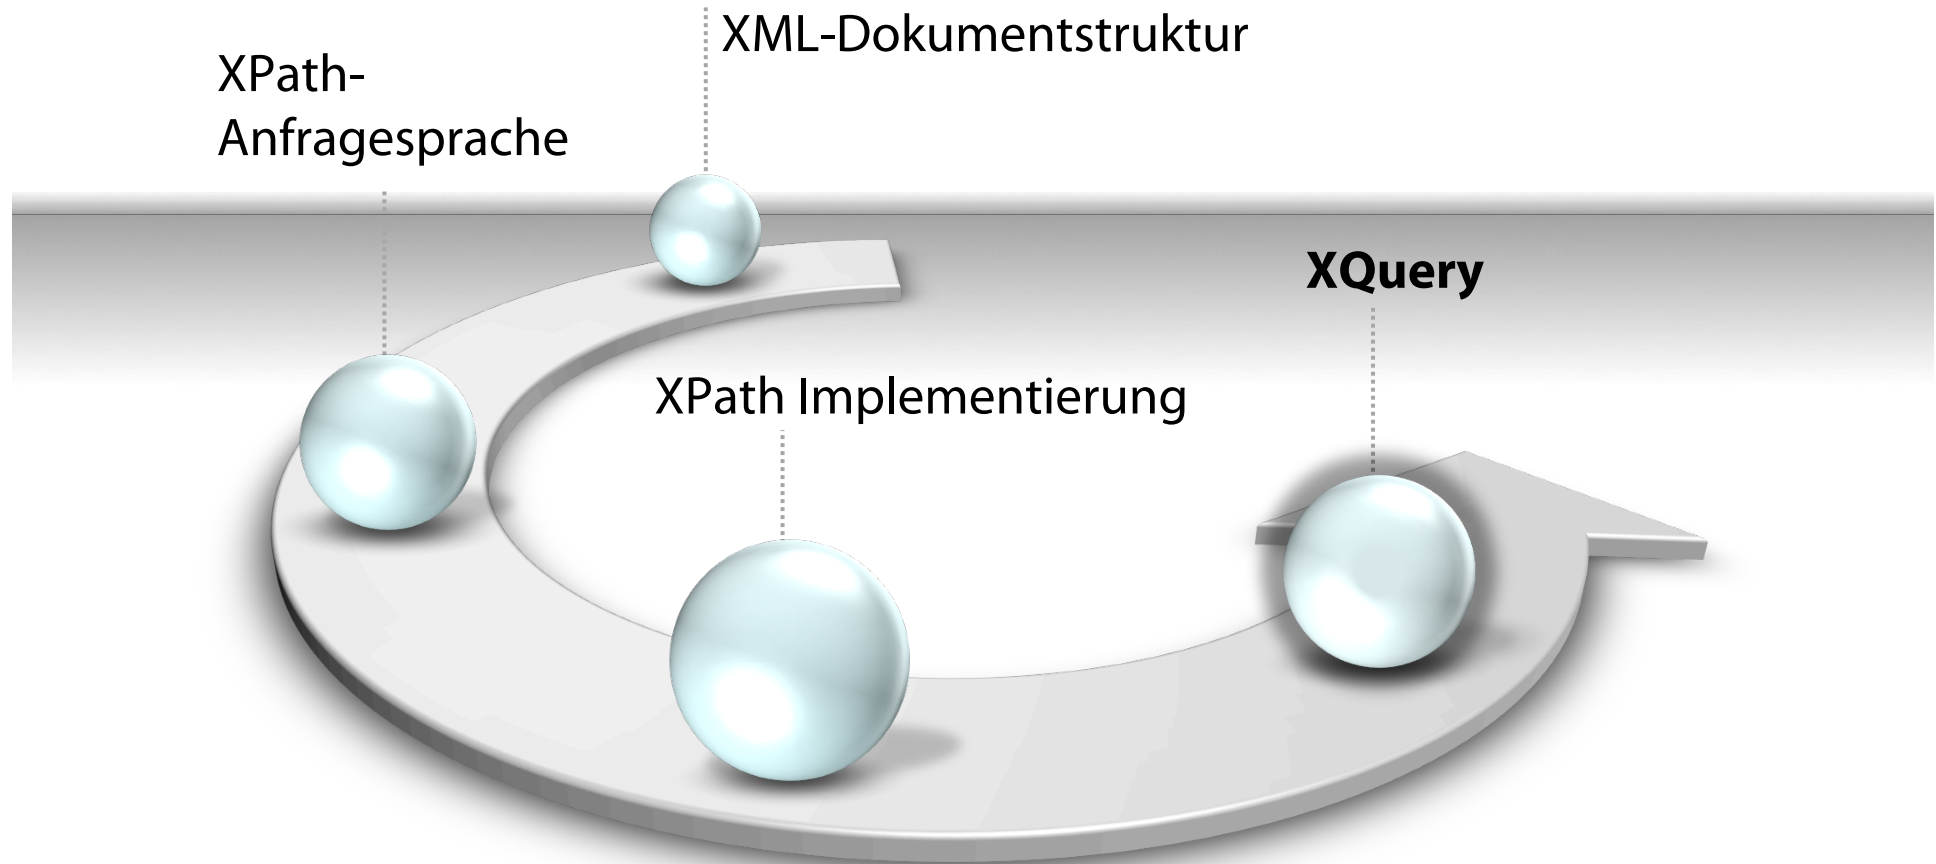 XML-Dokumentstruktur
XPath-
Anfragesprache
XQuery
XPath Implementierung